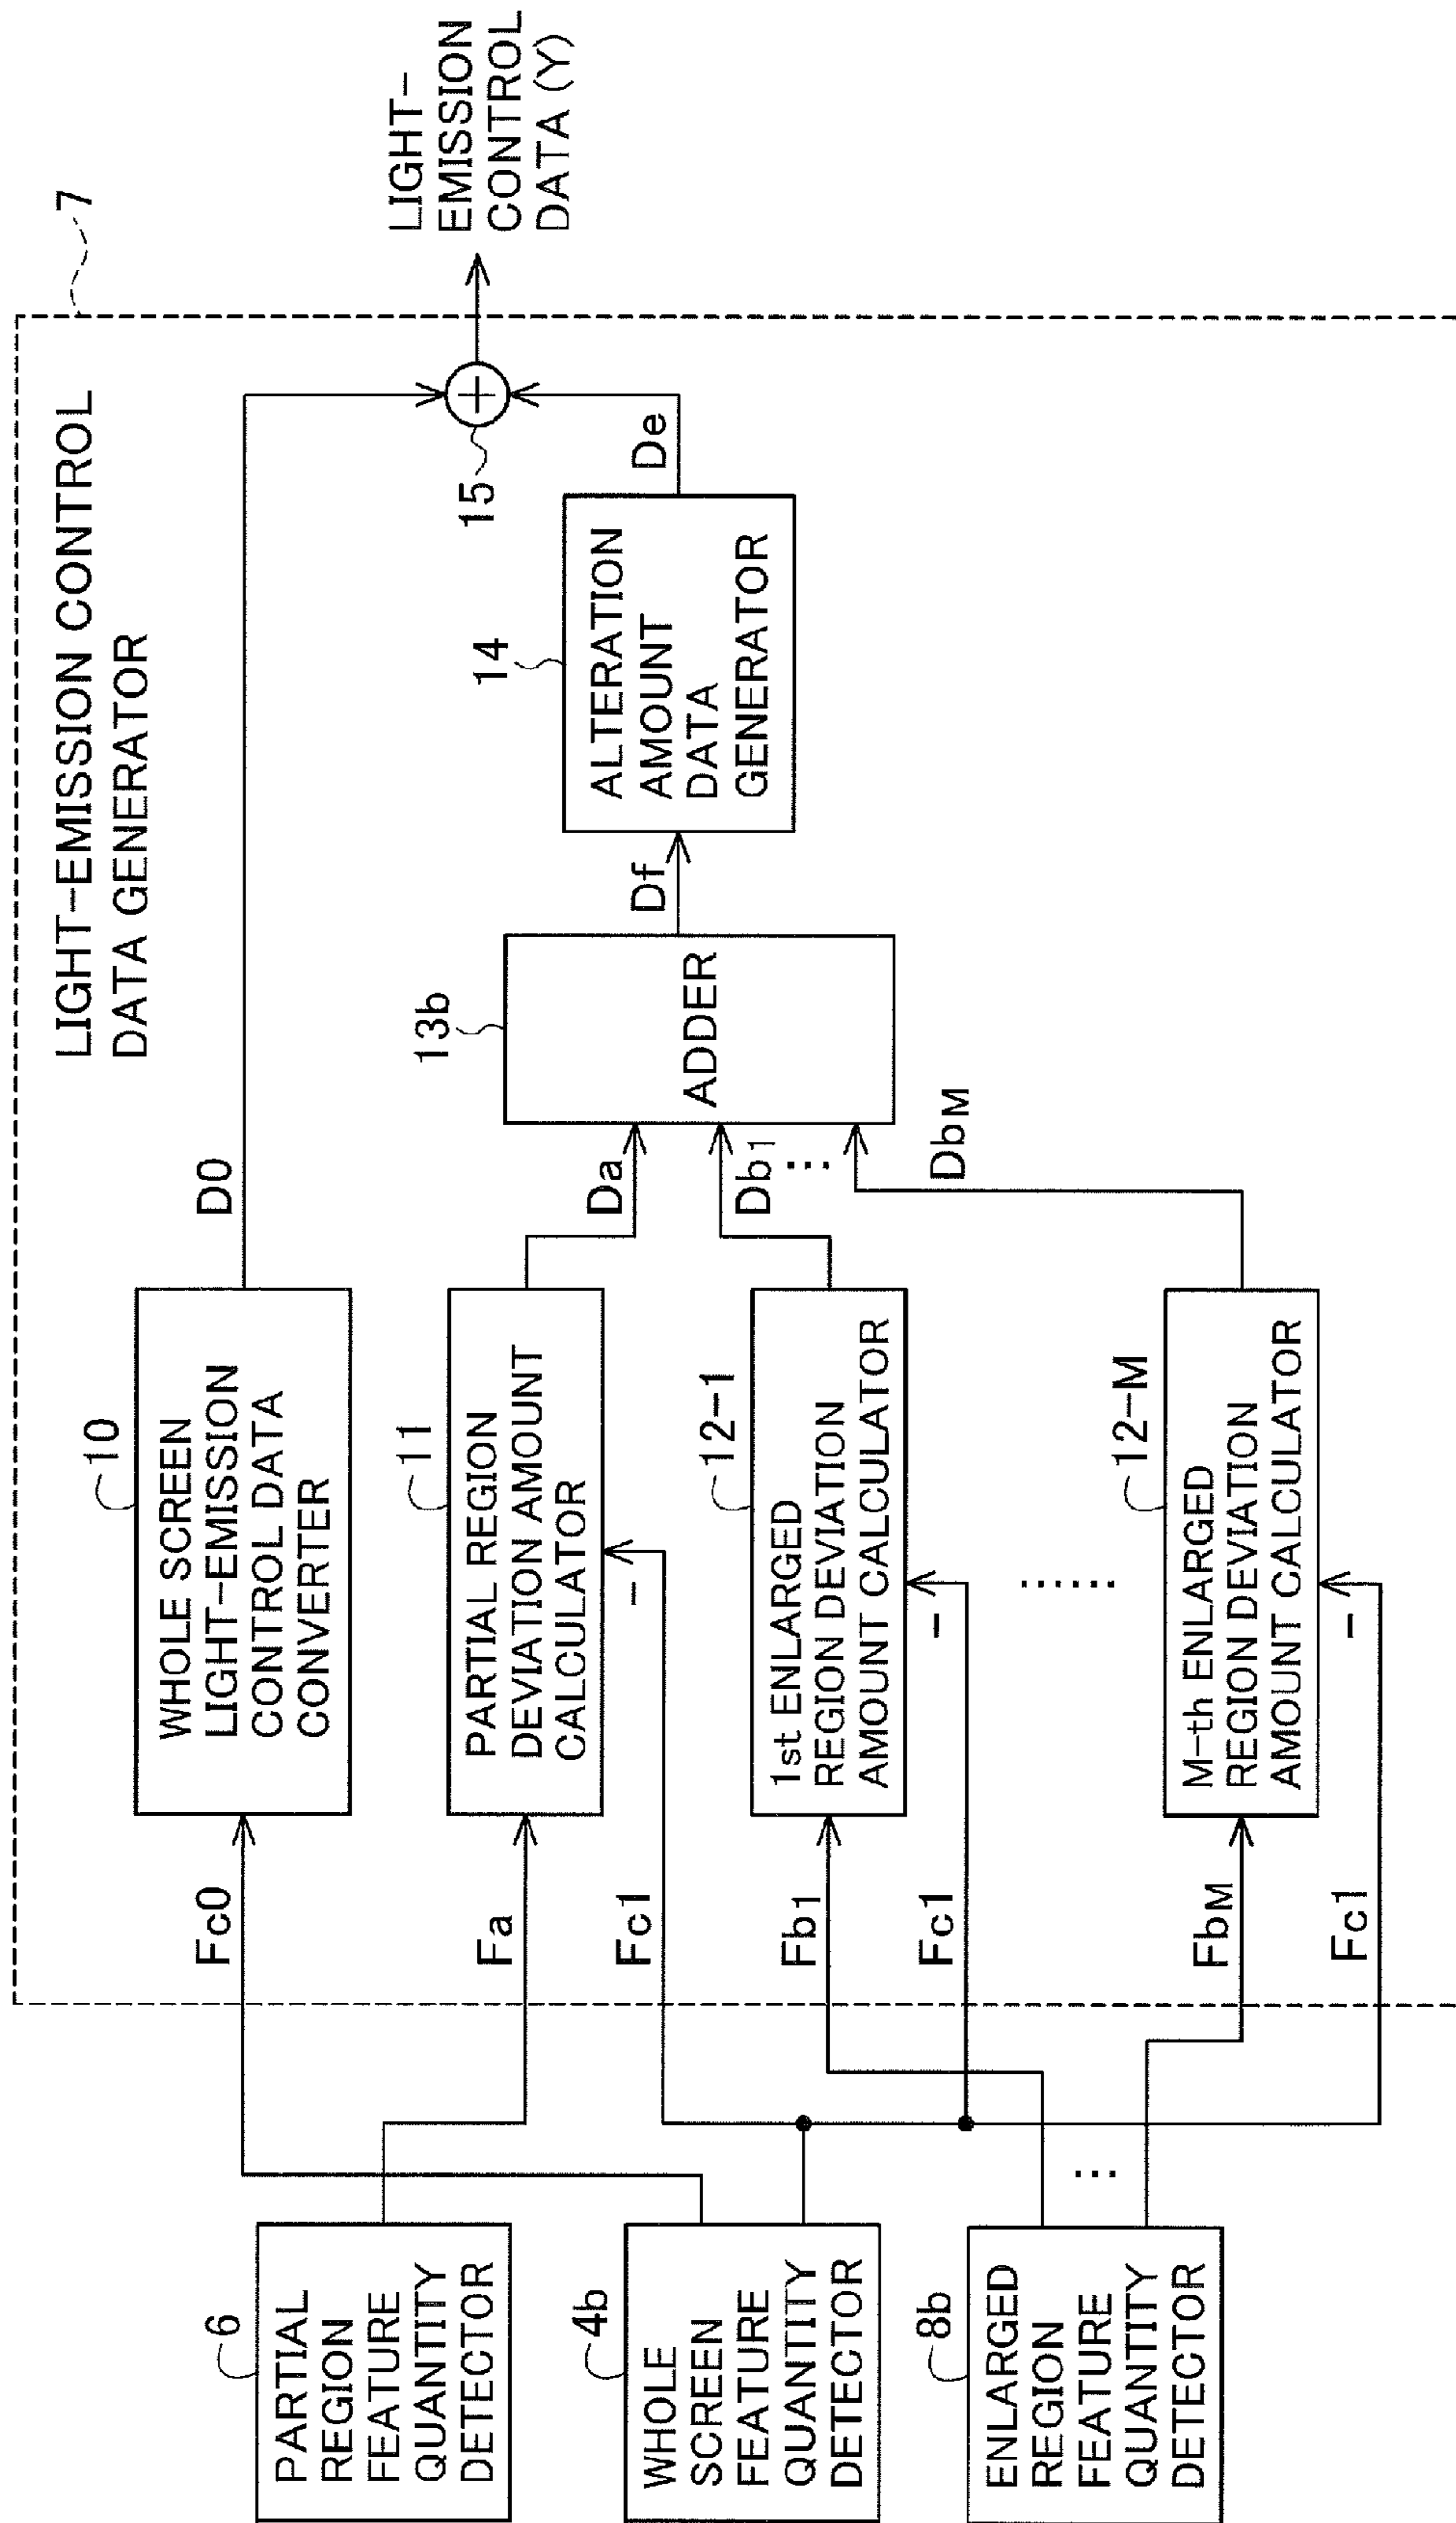 LIGHT-EMISSION CONTROL
DATA GENERATOR
7
6
PARTIAL
REGION
FEATURE
QUANTITY
DETECTOR
4b
WHOLE
SCREEN
FEATURE
QUANTITY
DETECTOR
8b
ENLARGED
REGION
FEATURE
QUANTITY
DETECTOR
...
Fc0
Fa
Fc1
Fb1
Fc1
FbM
Fc1
10
WHOLE SCREEN
LIGHT-EMISSION
CONTROL DATA
CONVERTER
11
PARTIAL REGION
DEVIATION AMOUNT
CALCULATOR
-
12-1
1st ENLARGED
REGION DEVIATION
AMOUNT CALCULATOR
-
......
12-M
M-th ENLARGED
REGION DEVIATION
AMOUNT CALCULATOR
-
D0
Da
Db1
...
DbM
13b
ADDER
Df
14
ALTERATION
AMOUNT
DATA
GENERATOR
De
15
+
LIGHT-
EMISSION
CONTROL
DATA (Y)